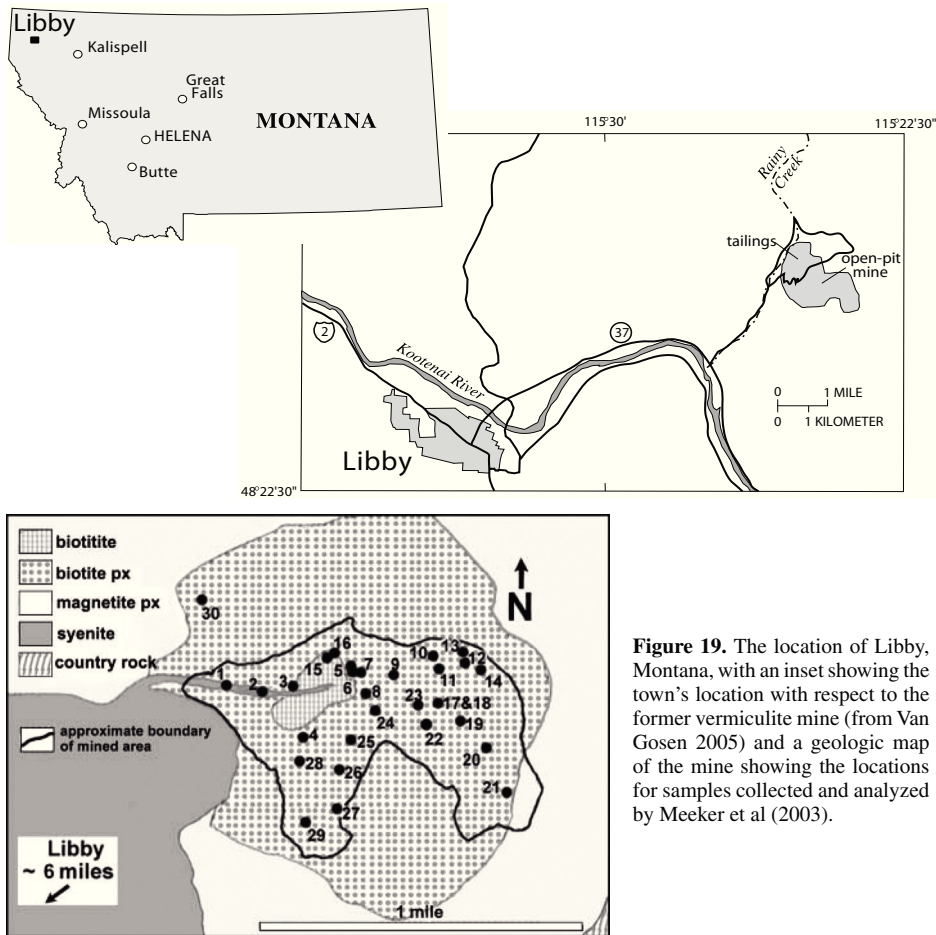 Libby
Kalispell
Great
Falls
Missoula
MONTANA
HELENA
Butte
115°30'
115°22'30"
Rainy
Creek
tailings
open-pit
mine
2
37
Kootenai River
0 1 MILE
0 1 KILOMETER
Libby
48°22'30"
biotitite
biotite px
magnetite px
syenite
country rock
approximate boundary
of mined area
N
30
16
15
5
7
9
10
13
12
11
14
1
2
3
6
8
23
17&18
24
22
19
4
25
20
28
26
21
27
29
Libby
~ 6 miles
1 mile
Figure 19. The location of Libby,
Montana, with an inset showing the
town's location with respect to the
former vermiculite mine (from Van
Gosen 2005) and a geologic map
of the mine showing the locations
for samples collected and analyzed
by Meeker et al (2003).